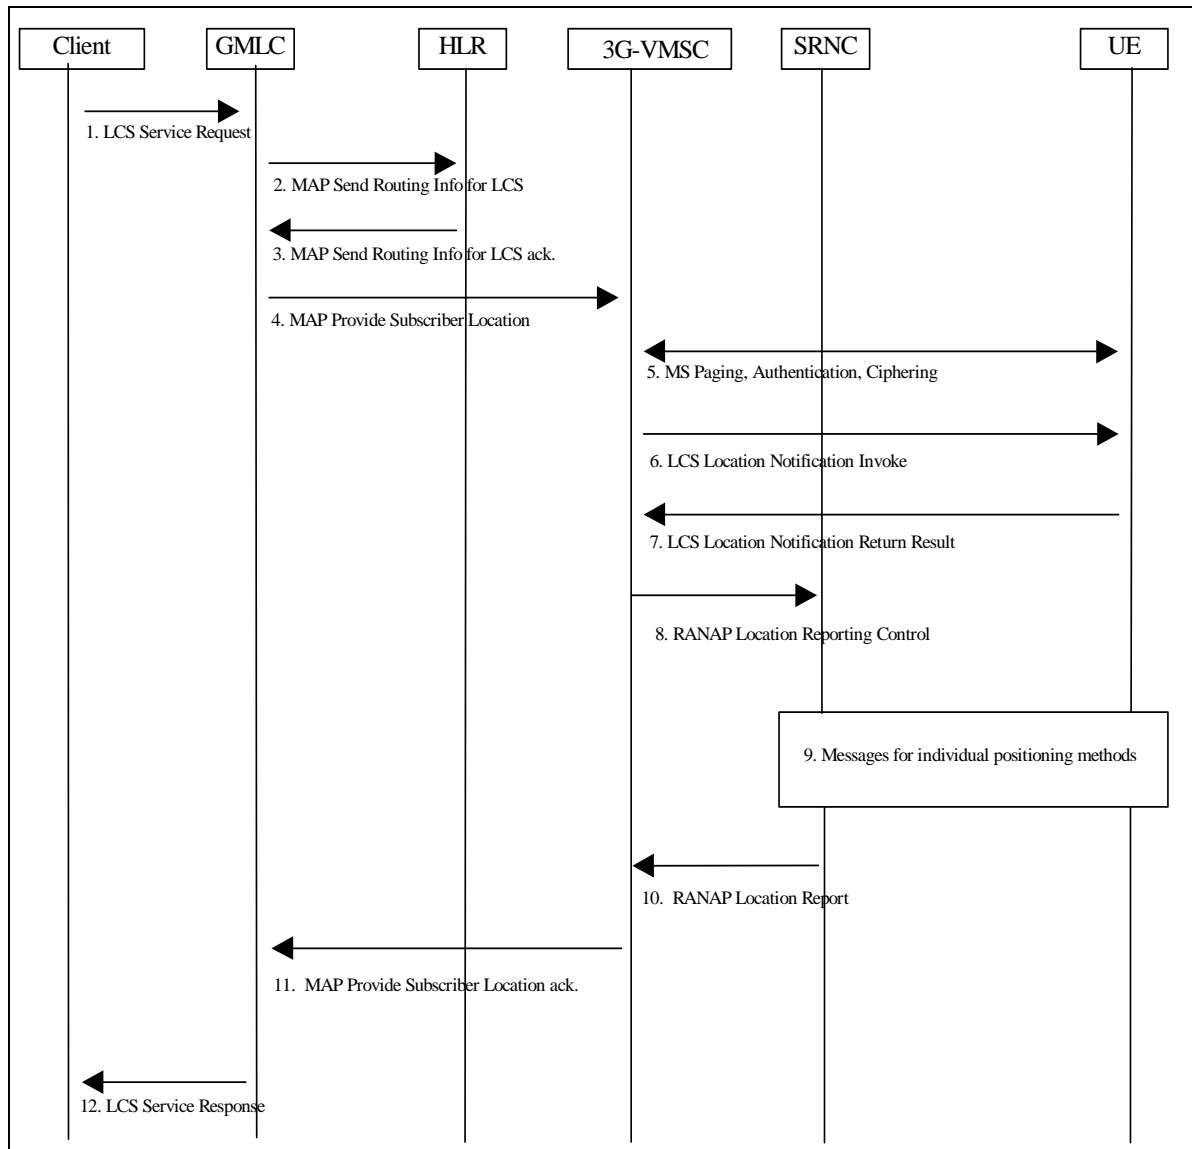 Client
GMLC
HLR
3G-VMSC
SRNC
UE
1. LCS Service Request
2. MAP Send Routing Info for LCS
3. MAP Send Routing Info for LCS ack.
4. MAP Provide Subscriber Location
5. MS Paging, Authentication, Ciphering
6. LCS Location Notification Invoke
7. LCS Location Notification Return Result
8. RANAP Location Reporting Control
9. Messages for individual positioning methods
10. RANAP Location Report
11. MAP Provide Subscriber Location ack.
12. LCS Service Response